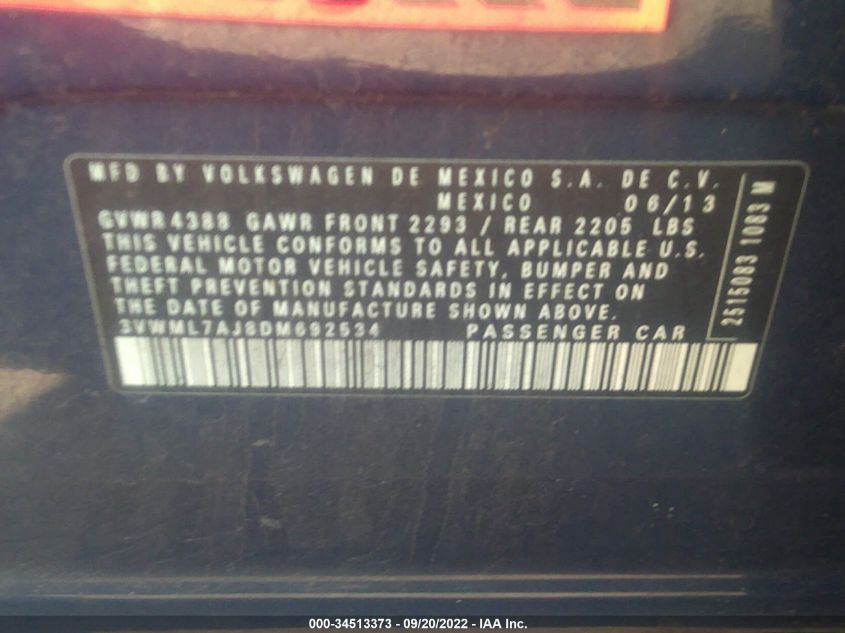 MFD BY VOLKSWAGEN DE MEXICO S.A. DE C.V.
MEXICO 06/13
GVWR 4388 GAWR FRONT 2293 / REAR 2205 LBS
THIS VEHICLE CONFORMS TO ALL APPLICABLE U.S.
FEDERAL MOTOR VEHICLE SAFETY, BUMPER AND
THEFT PREVENTION STANDARDS IN EFFECT ON
THE DATE OF MANUFACTURE SHOWN ABOVE.
3VWML7AJ8DM692534 PASSENGER CAR
2515083 1083 M
000-34513373 - 09/20/2022 - IAA Inc.